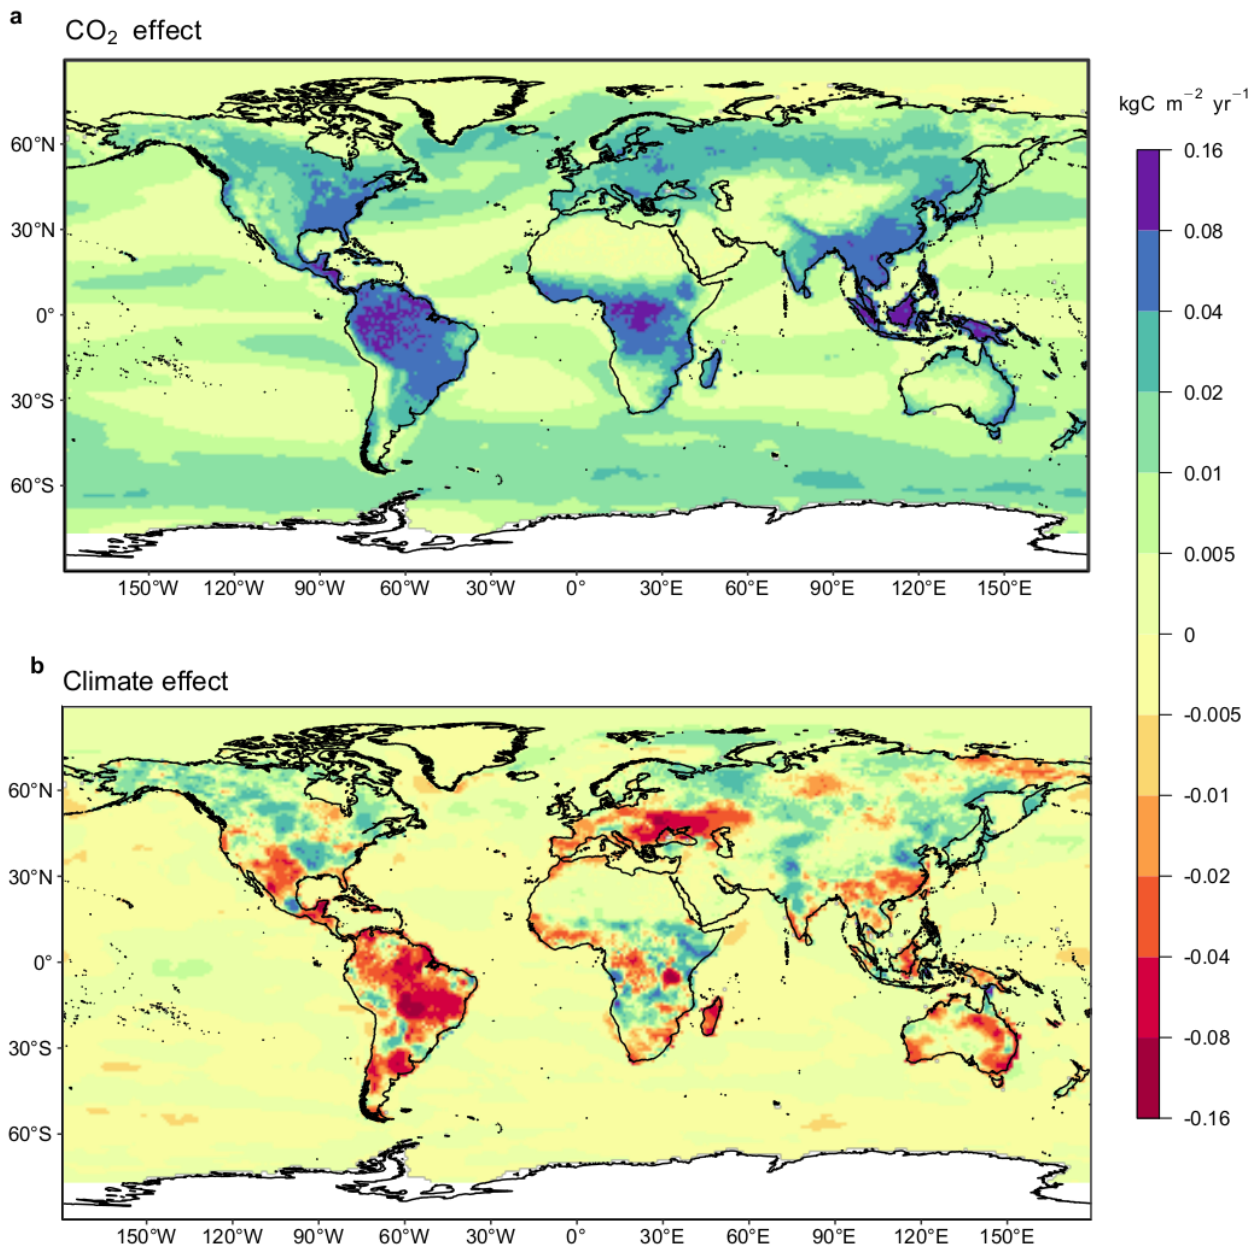 a
CO₂ effect
60°N
30°N
0°
30°S
60°S
150°W 120°W 90°W 60°W 30°W 0° 30°E 60°E 90°E 120°E 150°E
kgC m⁻² yr⁻¹
0.16
0.08
0.04
0.02
0.01
0.005
0
-0.005
-0.01
-0.02
-0.04
-0.08
-0.16
b
Climate effect
60°N
30°N
0°
30°S
60°S
150°W 120°W 90°W 60°W 30°W 0° 30°E 60°E 90°E 120°E 150°E